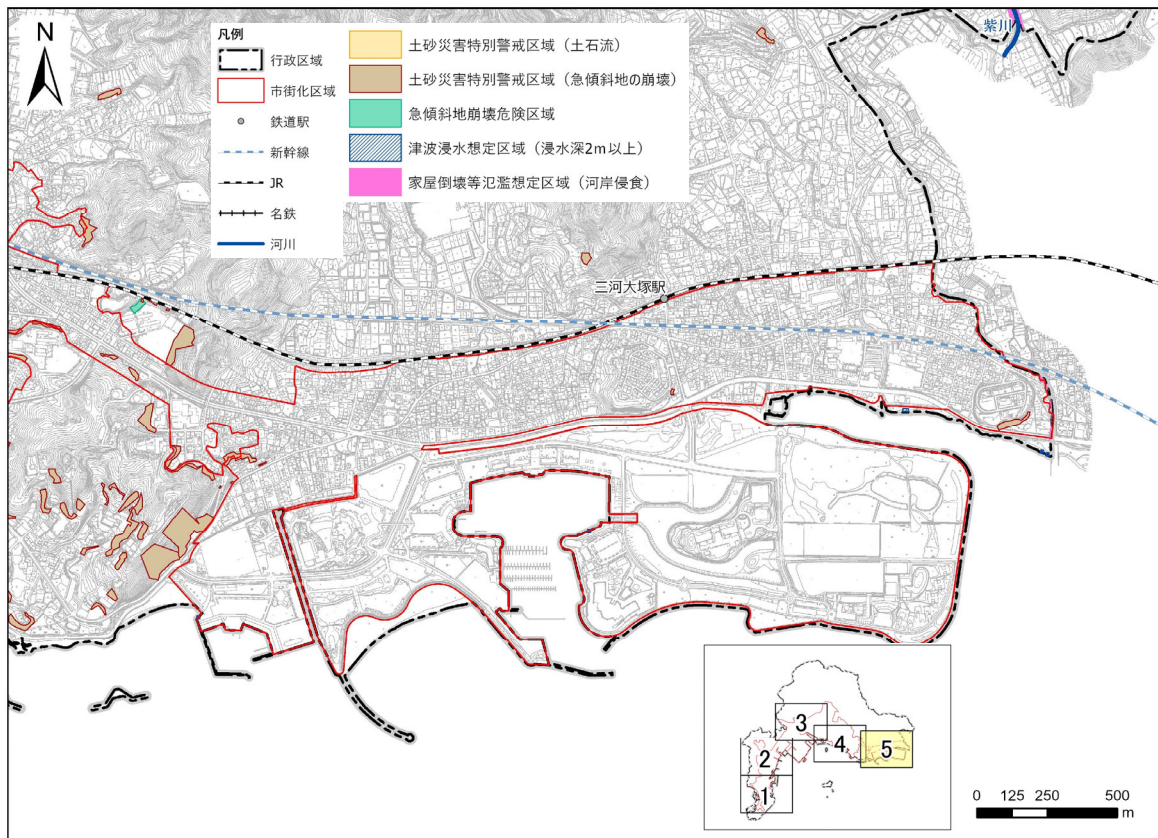 N
凡例
行政区域
市街化区域
鉄道駅
新幹線
JR
名鉄
河川
土砂災害特別警戒区域（土石流）
土砂災害特別警戒区域（急傾斜地の崩壊）
急傾斜地崩壊危険区域
津波浸水想定区域（浸水深2ｍ以上）
家屋倒壊等氾濫想定区域（河岸侵食）
紫川
三河大塚駅
3
4
5
2
1
0 125 250 500
m